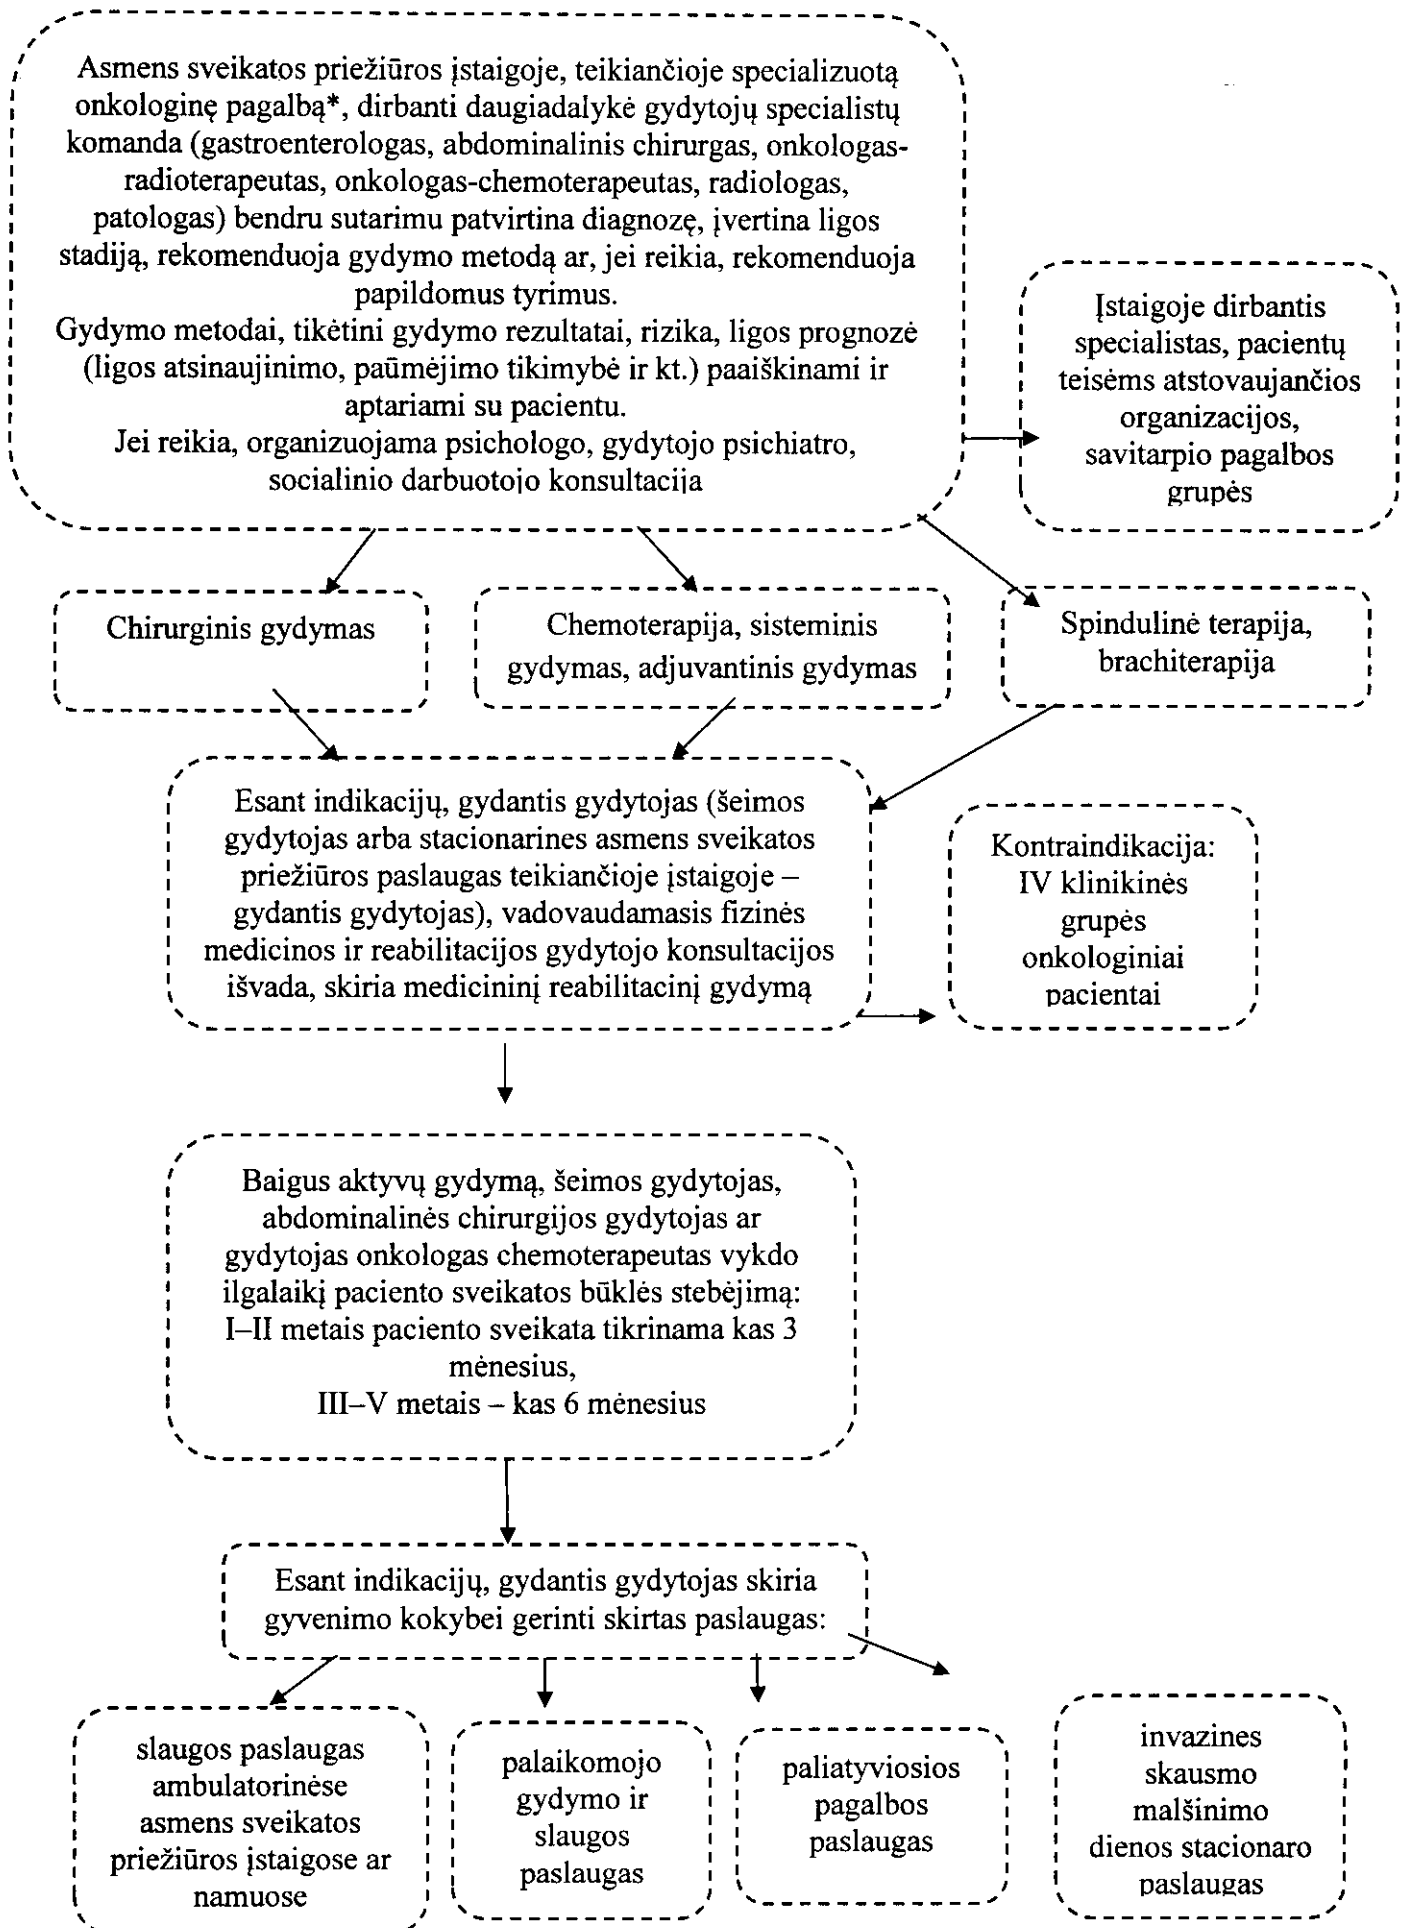 Asmens sveikatos priežiūros įstaigoje, teikiančioje specializuotą
onkologinę pagalbą*, dirbanti daugiadalykė gydytojų specialistų
komanda (gastroenterologas, abdominalinis chirurgas, onkologas-
radioterapeutas, onkologas-chemoterapeutas, radiologas,
patologas) bendru sutarimu patvirtina diagnozę, įvertina ligos
stadiją, rekomenduoja gydymo metodą ar, jei reikia, rekomenduoja
papildomus tyrimus.
Gydymo metodai, tikėtini gydymo rezultatai, rizika, ligos prognozė
(ligos atsinaujinimo, paūmėjimo tikimybė ir kt.) paaiškinami ir
aptariami su pacientu.
Jei reikia, organizuojama psichologo, gydytojo psichiatro,
socialinio darbuotojo konsultacija
Įstaigoje dirbantis
specialistas, pacientų
teisėms atstovaujančios
organizacijos,
savitarpio pagalbos
grupės
Chirurginis gydymas
Chemoterapija, sisteminis
gydymas, adjuvantinis gydymas
Spindulinė terapija,
brachiterapija
Esant indikacijų, gydantis gydytojas (šeimos
gydytojas arba stacionarines asmens sveikatos
priežiūros paslaugas teikiančioje įstaigoje –
gydantis gydytojas), vadovaudamasis fizinės
medicinos ir reabilitacijos gydytojo konsultacijos
išvada, skiria medicininį reabilitacinį gydymą
Kontraindikacija:
IV klinikinės
grupės
onkologiniai
pacientai
Baigus aktyvų gydymą, šeimos gydytojas,
abdominalinės chirurgijos gydytojas ar
gydytojas onkologas chemoterapeutas vykdo
ilgalaikį paciento sveikatos būklės stebėjimą:
I–II metais paciento sveikata tikrinama kas 3
mėnesius,
III–V metais – kas 6 mėnesius
Esant indikacijų, gydantis gydytojas skiria
gyvenimo kokybei gerinti skirtas paslaugas:
slaugos paslaugas
ambulatorinėse
asmens sveikatos
priežiūros įstaigose ar
namuose
palaikomojo
gydymo ir
slaugos
paslaugas
paliatyviosios
pagalbos
paslaugas
invazines
skausmo
malšinimo
dienos stacionaro
paslaugas